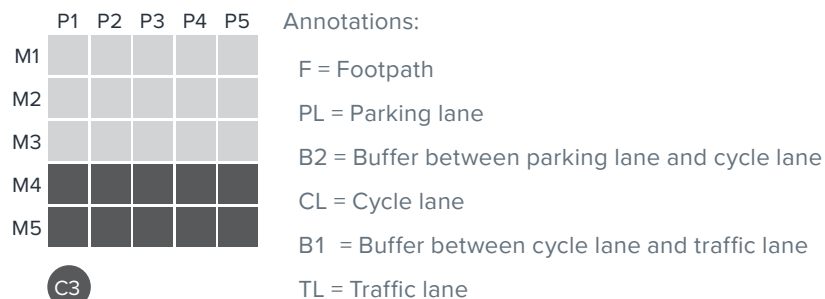 P1 P2 P3 P4 P5
M1
M2
M3
M4
M5
C3
Annotations:
F = Footpath
PL = Parking lane
B2 = Buffer between parking lane and cycle lane
CL = Cycle lane
B1 = Buffer between cycle lane and traffic lane
TL = Traffic lane